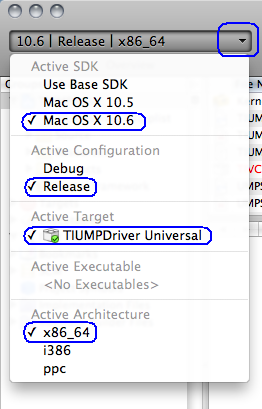 10.6 | Release | x86_64
Active SDK
Use Base SDK
Mac OS X 10.5
✓ Mac OS X 10.6
Active Configuration
Debug
✓ Release
Active Target
✓ TIUMPDriver Universal
Active Executable
<No Executables>
Active Architecture
✓ x86_64
i386
ppc